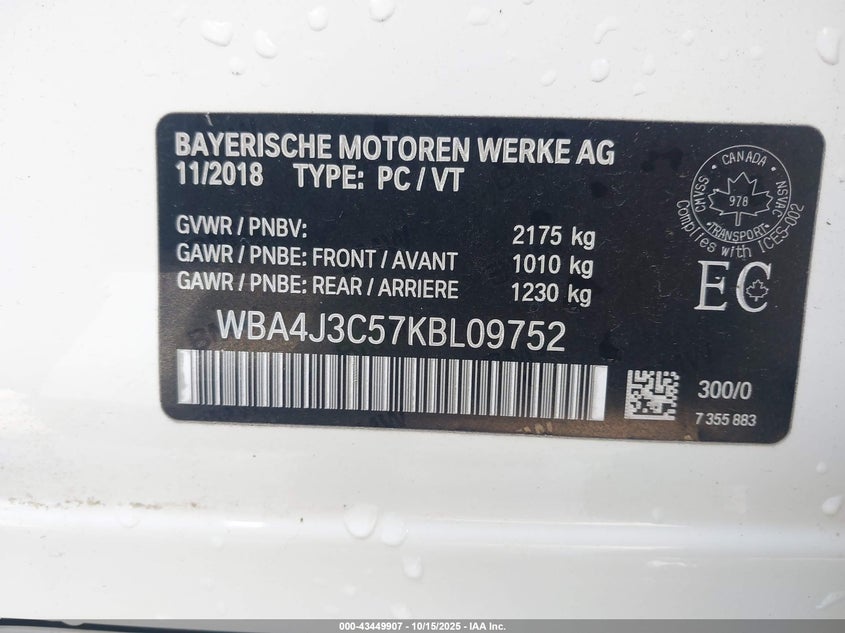 BAYERISCHE MOTOREN WERKE AG
11/2018 TYPE: PC / VT
GVWR / PNBV: 2175 kg
GAWR / PNBE: FRONT / AVANT 1010 kg
GAWR / PNBE: REAR / ARRIERE 1230 kg
WBA4J3C57KBL09752
CANADA
CMVSS
978
NSVAC
TRANSPORT
Complies with ICES-002
EC
300/0
7 355 883
000-43449907 - 10/15/2025 - IAA Inc.